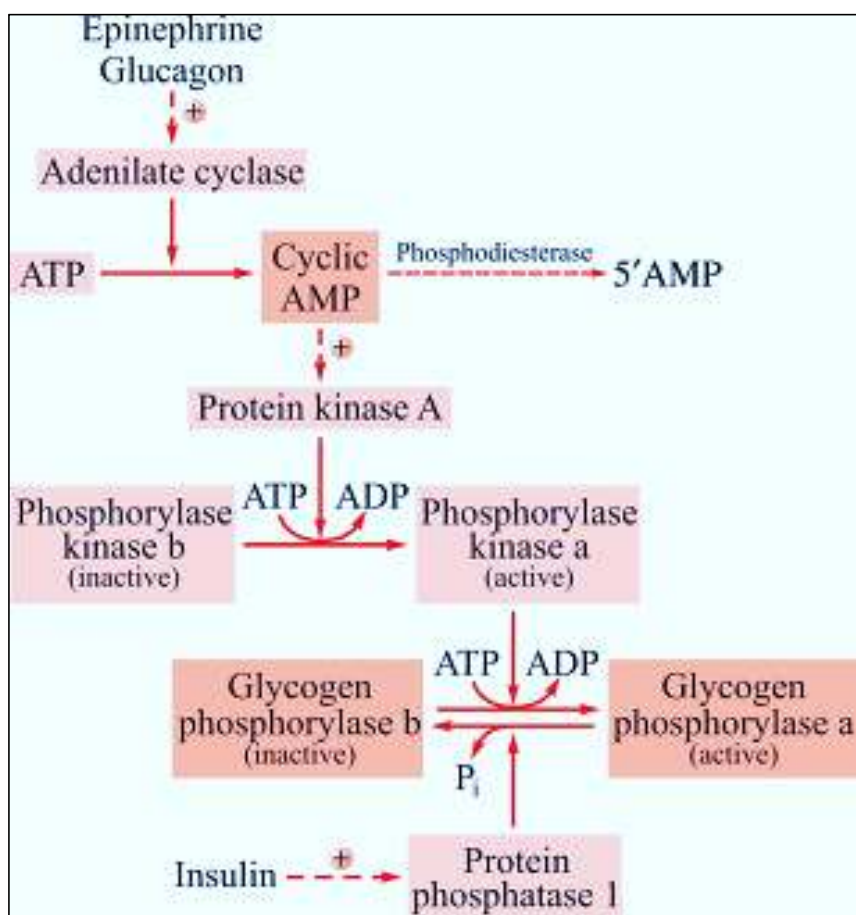 Epinephrine
Glucagon
+
Adenilate cyclase
ATP
Cyclic
AMP
Phosphodiesterase
5′AMP
+
Protein kinase A
ATP ADP
Phosphorylase
kinase b
(inactive)
Phosphorylase
kinase a
(active)
ATP ADP
Glycogen
phosphorylase b
(inactive)
Glycogen
phosphorylase a
(active)
Pi
Insulin
+
Protein
phosphatase 1